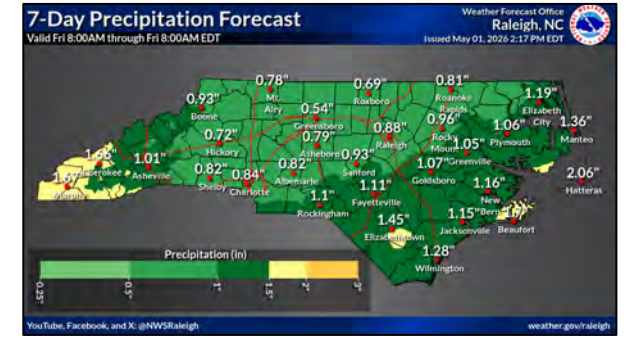 7-Day Precipitation Forecast
Valid Fri 8:00AM through Fri 8:00AM EDT
Weather Forecast Office
Raleigh, NC
Issued May 01, 2026 2:17 PM EDT
0.78"
Mt.
Airy
0.69"
Roxboro
0.81"
Roanoke
Rapids
1.19"
Elizabeth
City
0.93"
Boone
0.54"
Greensboro
0.96"
Rocky
Mount
1.06"
Plymouth
1.36"
Manteo
0.72"
Hickory
0.79"
Asheboro
0.88"
Raleigh
1.05"
Greenville
1.66"
Cherokee
1.01"
Asheville
0.82"
Shelby
0.84"
Charlotte
0.82"
Albemarle
0.93"
Sanford
1.07"
Goldsboro
2.06"
Hatteras
1.67"
Murphy
1.1"
Rockingham
1.11"
Fayetteville
1.16"
New
Bern
1.7"
Beaufort
1.45"
Elizabethtown
1.15"
Jacksonville
1.28"
Wilmington
Precipitation (in)
0.25" 0.5" 1" 1.5" 2" 3"
YouTube, Facebook, and X: @NWSRaleigh
weather.gov/raleigh